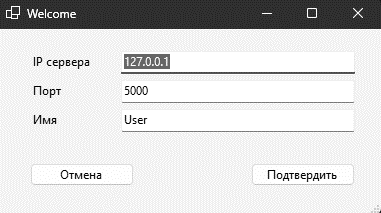 Welcome
IP сервера 127.0.0.1
Порт 5000
Имя User
Отмена Подтвердить